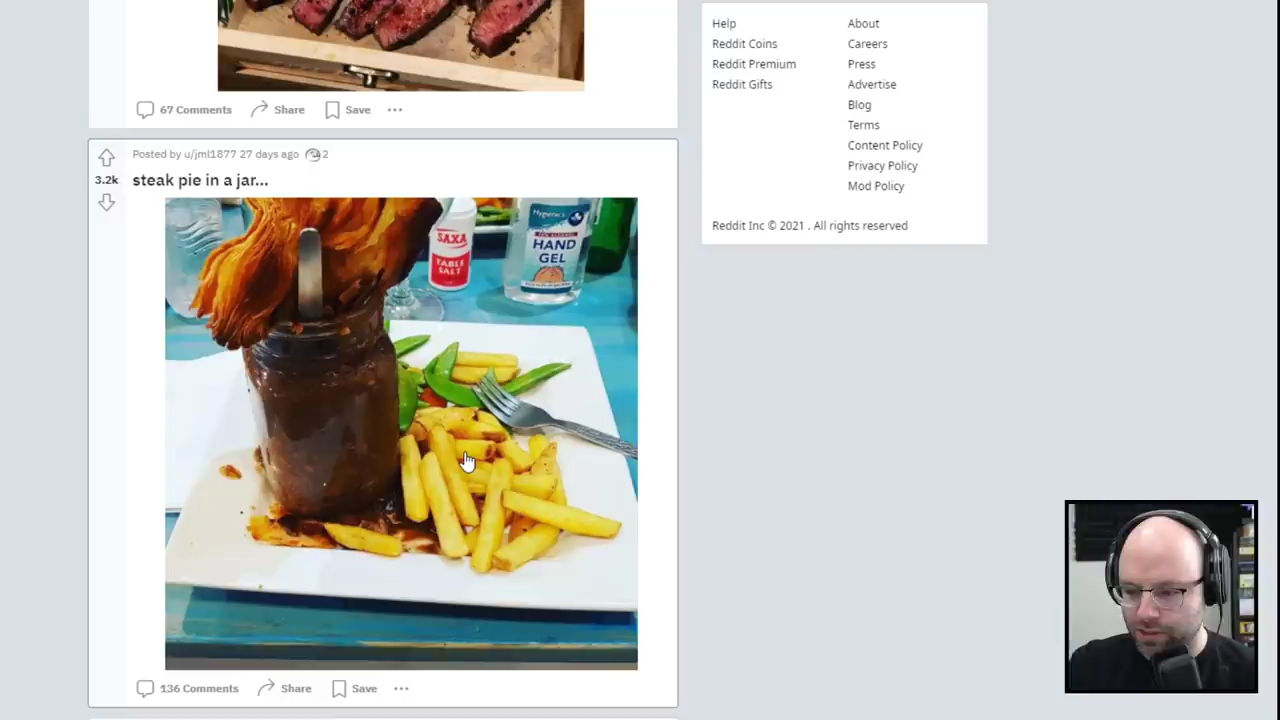 67 Comments
Share
Save
Posted by u/jml1877 27 days ago
2
3.2k
steak pie in a jar...
SAXA
TABLE
SALT
Hygienics
HAND
GEL
136 Comments
Share
Save
Help
Reddit Coins
Reddit Premium
Reddit Gifts
About
Careers
Press
Advertise
Blog
Terms
Content Policy
Privacy Policy
Mod Policy
Reddit Inc © 2021 . All rights reserved